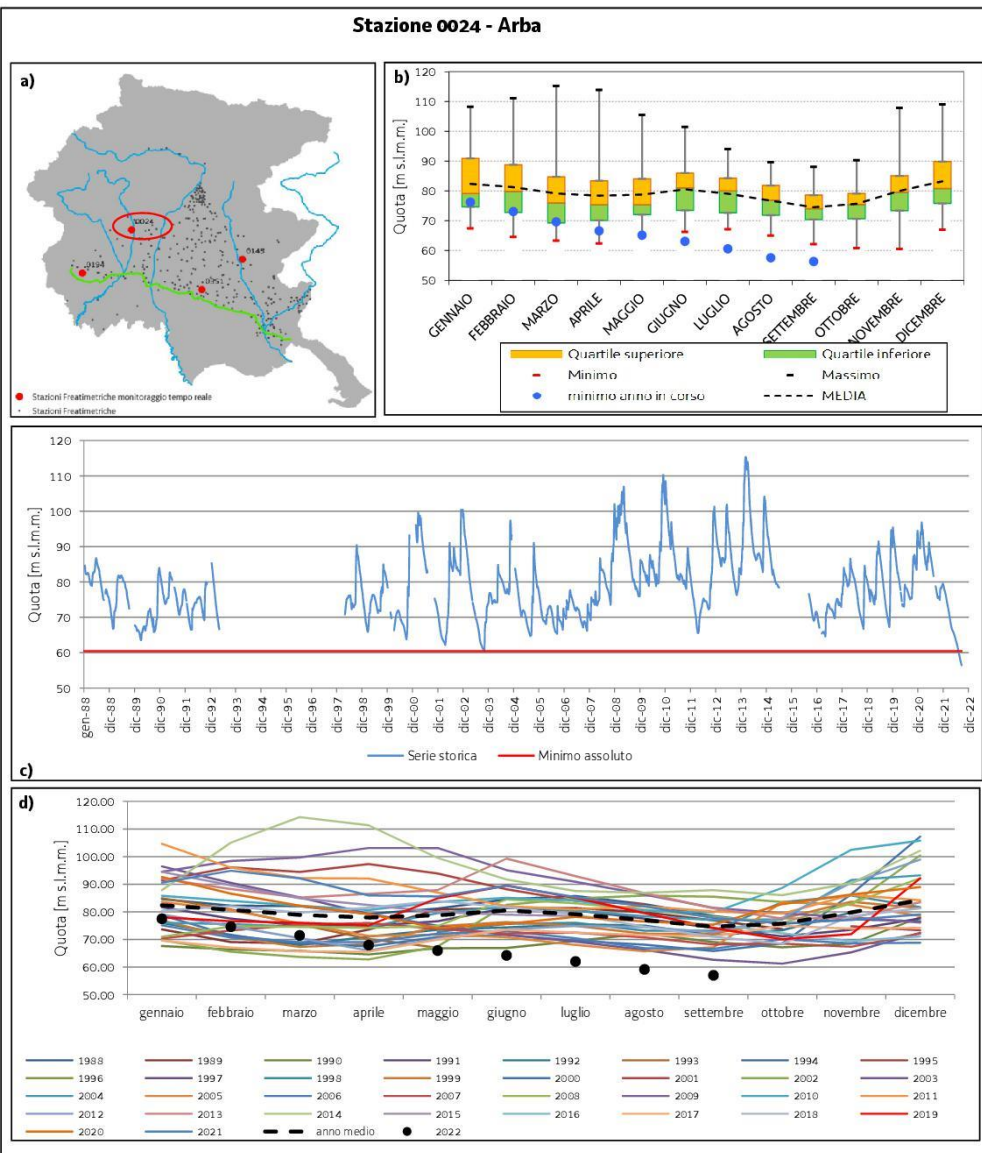 Stazione 0024 - Arba
a)
0024
0194
0351
Stazioni Freatimetriche monitoraggio tempo reale
Stazioni Freatimetriche
b)
Quota [m s.l.m.m.]
120
110
100
90
80
70
60
50
GENNAIO
FEBBRAIO
MARZO
APRILE
MAGGIO
GIUGNO
LUGLIO
AGOSTO
SETTEMBRE
OTTOBRE
NOVEMBRE
DICEMBRE
Quartile superiore
Quartile inferiore
Minimo
Massimo
minimo anno in corso
MEDIA
Quota [m s.l.m.m.]
120
110
100
90
80
70
60
50
gen-88
dic-88
dic-89
dic-90
dic-91
dic-92
dic-93
dic-94
dic-95
dic-96
dic-97
dic-98
dic-99
dic-00
dic-01
dic-02
dic-03
dic-04
dic-05
dic-06
dic-07
dic-08
dic-09
dic-10
dic-11
dic-12
dic-13
dic-14
dic-15
dic-16
dic-17
dic-18
dic-19
dic-20
dic-21
dic-22
Serie storica
Minimo assoluto
c)
d)
Quota [m s.l.m.m.]
120.00
110.00
100.00
90.00
80.00
70.00
60.00
50.00
gennaio febbraio marzo aprile maggio giugno luglio agosto settembre ottobre novembre dicembre
1988 1989 1990 1991 1992 1993 1994 1995
1996 1997 1998 1999 2000 2001 2002 2003
2004 2005 2006 2007 2008 2009 2010 2011
2012 2013 2014 2015 2016 2017 2018 2019
2020 2021 anno medio 2022